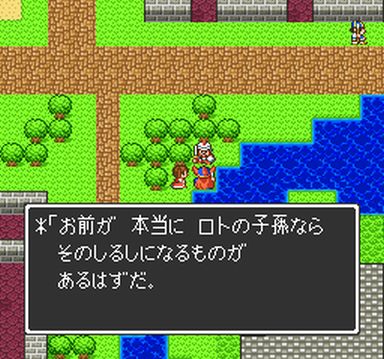 *「お前が 本当に ロトの子孫なら
そのしるしになるものが
あるはずだ。